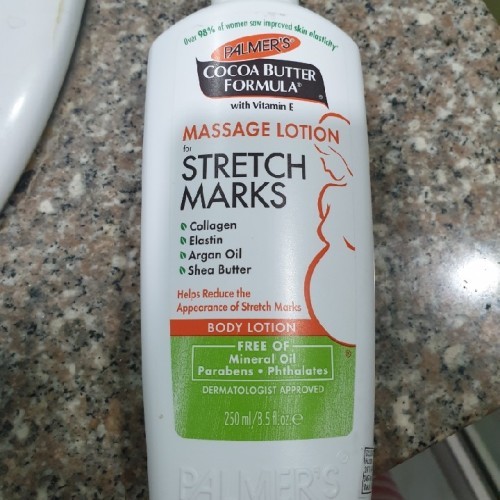 Over 98% of women saw improved skin elasticity*
PALMER'S®
COCOA BUTTER
FORMULA®
with Vitamin E
MASSAGE LOTION
for
STRETCH
MARKS
Collagen
Elastin
Argan Oil
Shea Butter
Helps Reduce the
Appearance of Stretch Marks
BODY LOTION
FREE OF
Mineral Oil
Parabens • Phthalates
DERMATOLOGIST APPROVED
250 ml/8.5 fl. oz. ℮
PALMER'S